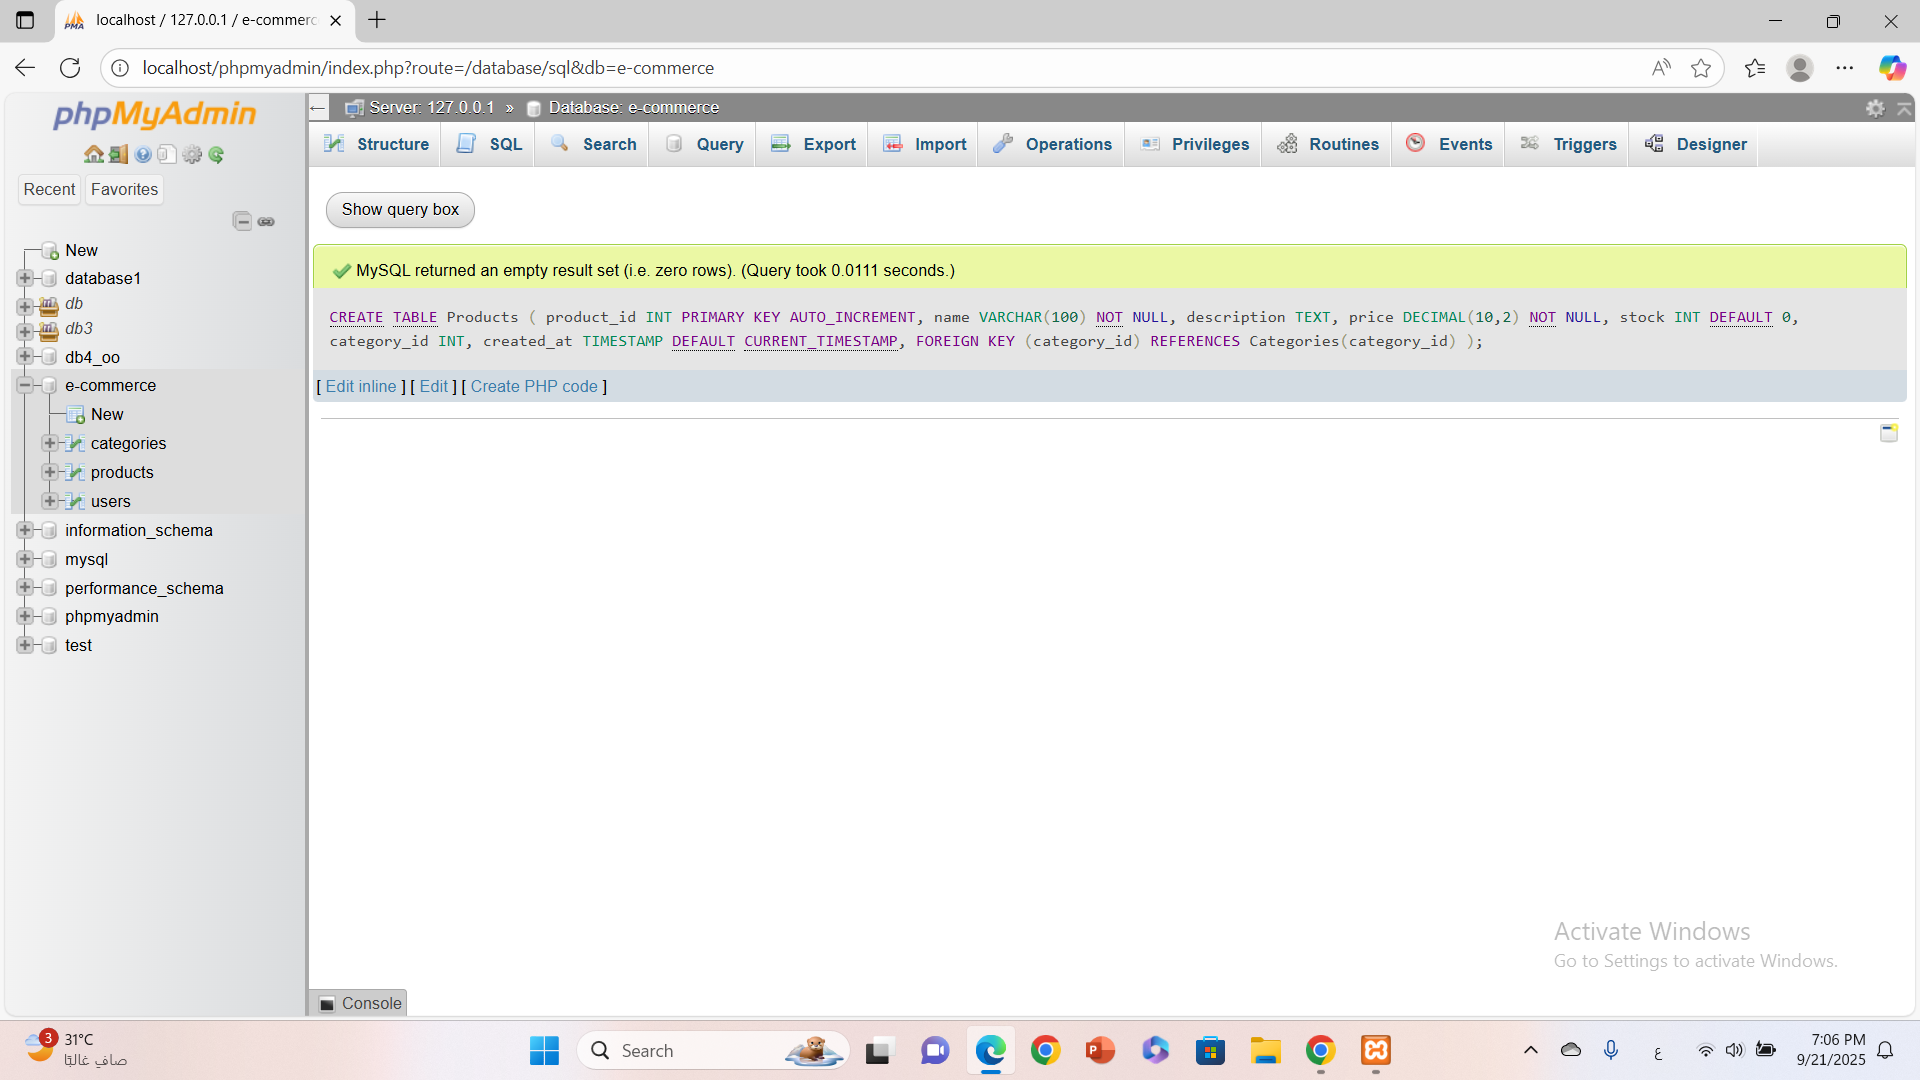 localhost / 127.0.0.1 / e-commerc
localhost/phpmyadmin/index.php?route=/database/sql&db=e-commerce
phpMyAdmin
Recent
Favorites
New
database1
db
db3
db4_oo
e-commerce
New
categories
products
users
information_schema
mysql
performance_schema
phpmyadmin
test
Server: 127.0.0.1 » Database: e-commerce
Structure SQL Search Query Export Import Operations Privileges Routines Events Triggers Designer
Show query box
MySQL returned an empty result set (i.e. zero rows). (Query took 0.0111 seconds.)
CREATE TABLE Products ( product_id INT PRIMARY KEY AUTO_INCREMENT, name VARCHAR(100) NOT NULL, description TEXT, price DECIMAL(10,2) NOT NULL, stock INT DEFAULT 0,
category_id INT, created_at TIMESTAMP DEFAULT CURRENT_TIMESTAMP, FOREIGN KEY (category_id) REFERENCES Categories(category_id) );
[ Edit inline ] [ Edit ] [ Create PHP code ]
Activate Windows
Go to Settings to activate Windows.
Console
3
31°C
صافٍ غالبًا
Search
ع
7:06 PM
9/21/2025